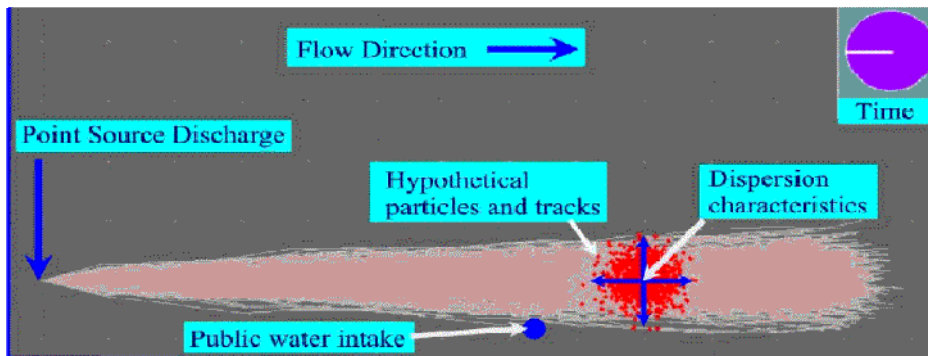 Flow Direction
Time
Point Source Discharge
Hypothetical
particles and tracks
Dispersion
characteristics
Public water intake